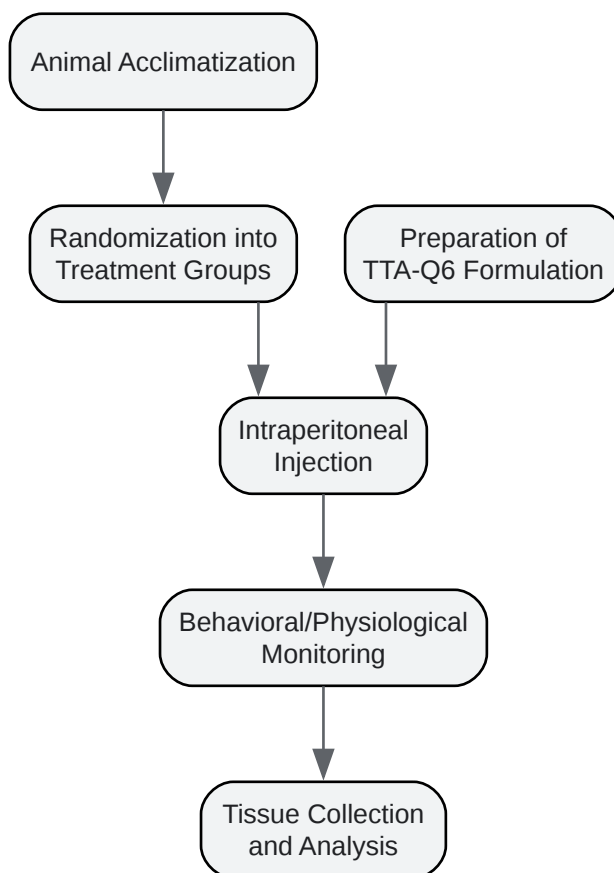 Animal Acclimatization
Randomization into
Treatment Groups
Preparation of
TTA-Q6 Formulation
Intraperitoneal
Injection
Behavioral/Physiological
Monitoring
Tissue Collection
and Analysis